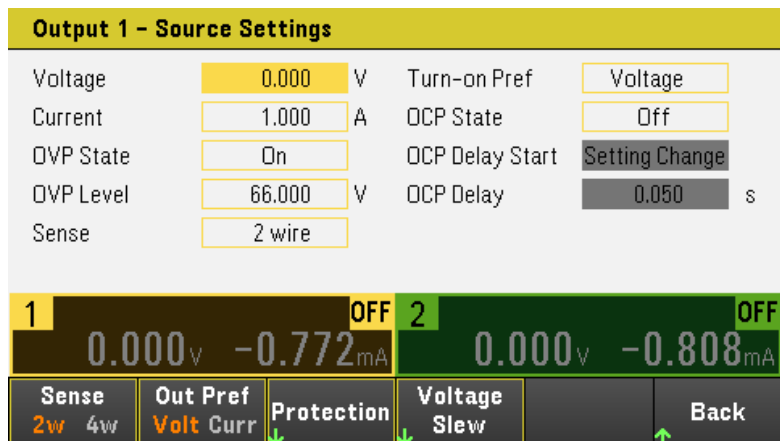 Output 1 - Source Settings
Voltage 0.000 V Turn-on Pref Voltage
Current 1.000 A OCP State Off
OVP State On OCP Delay Start Setting Change
OVP Level 66.000 V OCP Delay 0.050 s
Sense 2 wire
1 OFF 2 OFF
0.000V -0.772mA 0.000V -0.808mA
Sense Out Pref Protection Voltage Back
2w 4w Volt Curr Slew